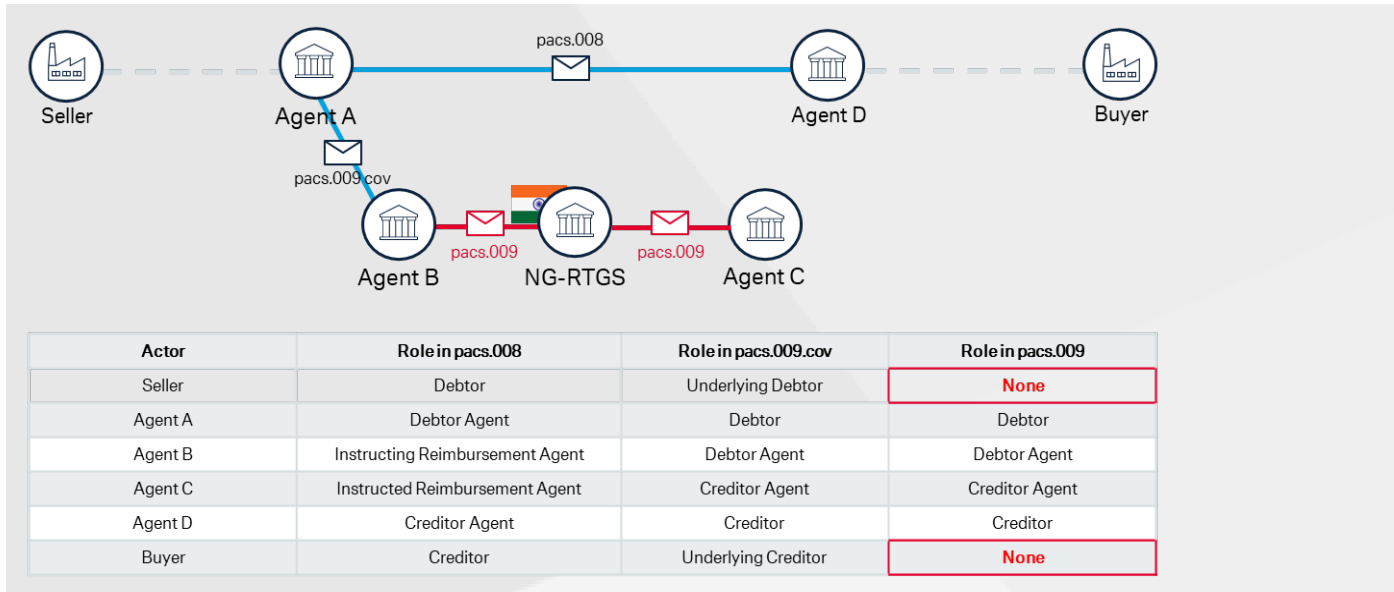 pacs.008
Seller
Agent A
Agent D
Buyer
pacs.009.cov
pacs.009
pacs.009
Agent B
NG-RTGS
Agent C
Actor Role in pacs.008 Role in pacs.009.cov Role in pacs.009
Seller Debtor Underlying Debtor None
Agent A Debtor Agent Debtor Debtor
Agent B Instructing Reimbursement Agent Debtor Agent Debtor Agent
Agent C Instructed Reimbursement Agent Creditor Agent Creditor Agent
Agent D Creditor Agent Creditor Creditor
Buyer Creditor Underlying Creditor None